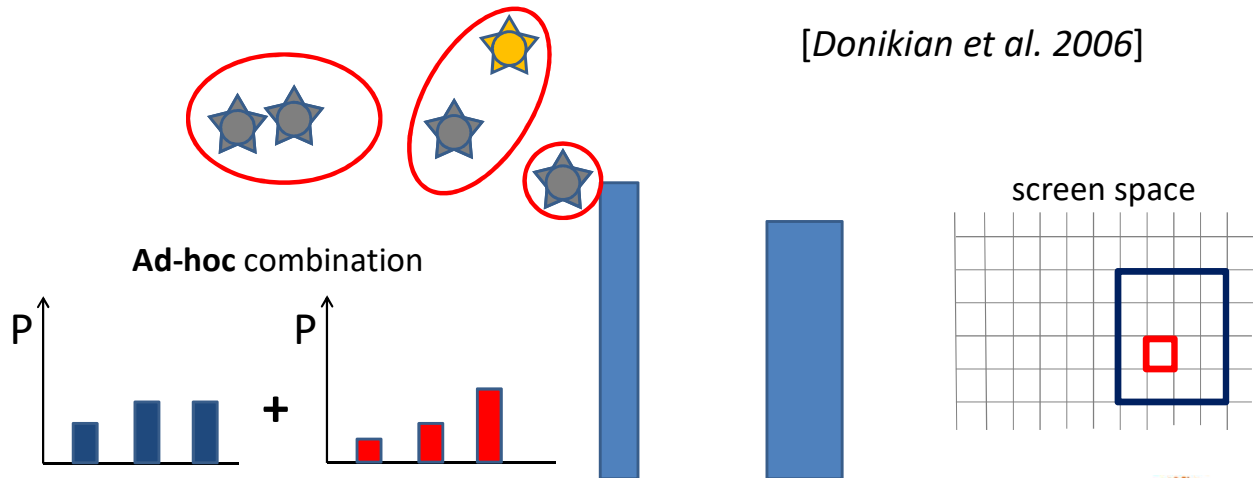 [Donikian et al. 2006]
screen space
Ad-hoc combination
P
+
P